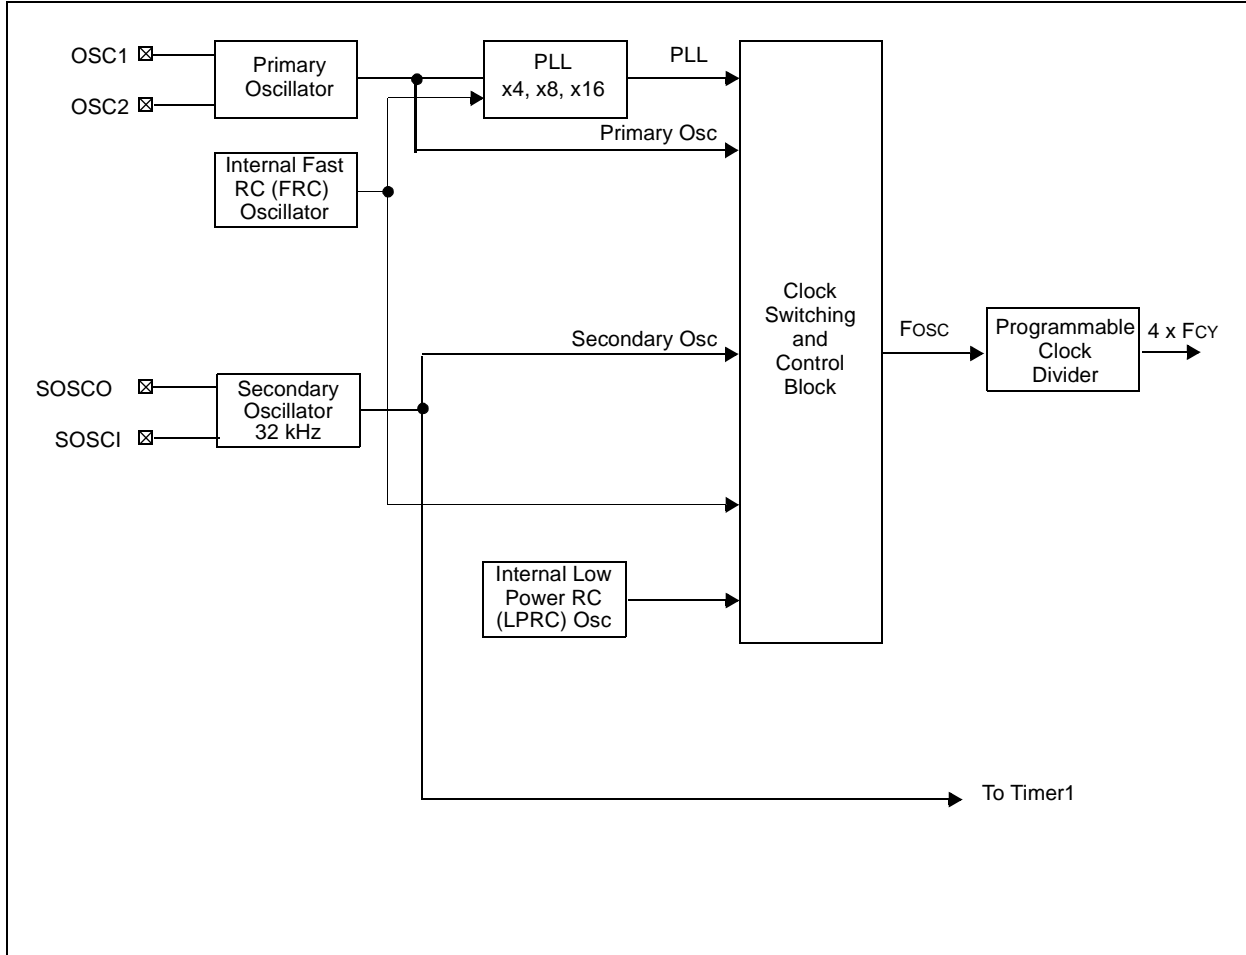 OSC1
OSC2
Primary
Oscillator
PLL
x4, x8, x16
PLL
Primary Osc
Internal Fast
RC (FRC)
Oscillator
Clock
Switching
and
Control
Block
FOSC
Programmable
Clock
Divider
4 x FCY
Secondary Osc
SOSCO
SOSCI
Secondary
Oscillator
32 kHz
Internal Low
Power RC
(LPRC) Osc
To Timer1